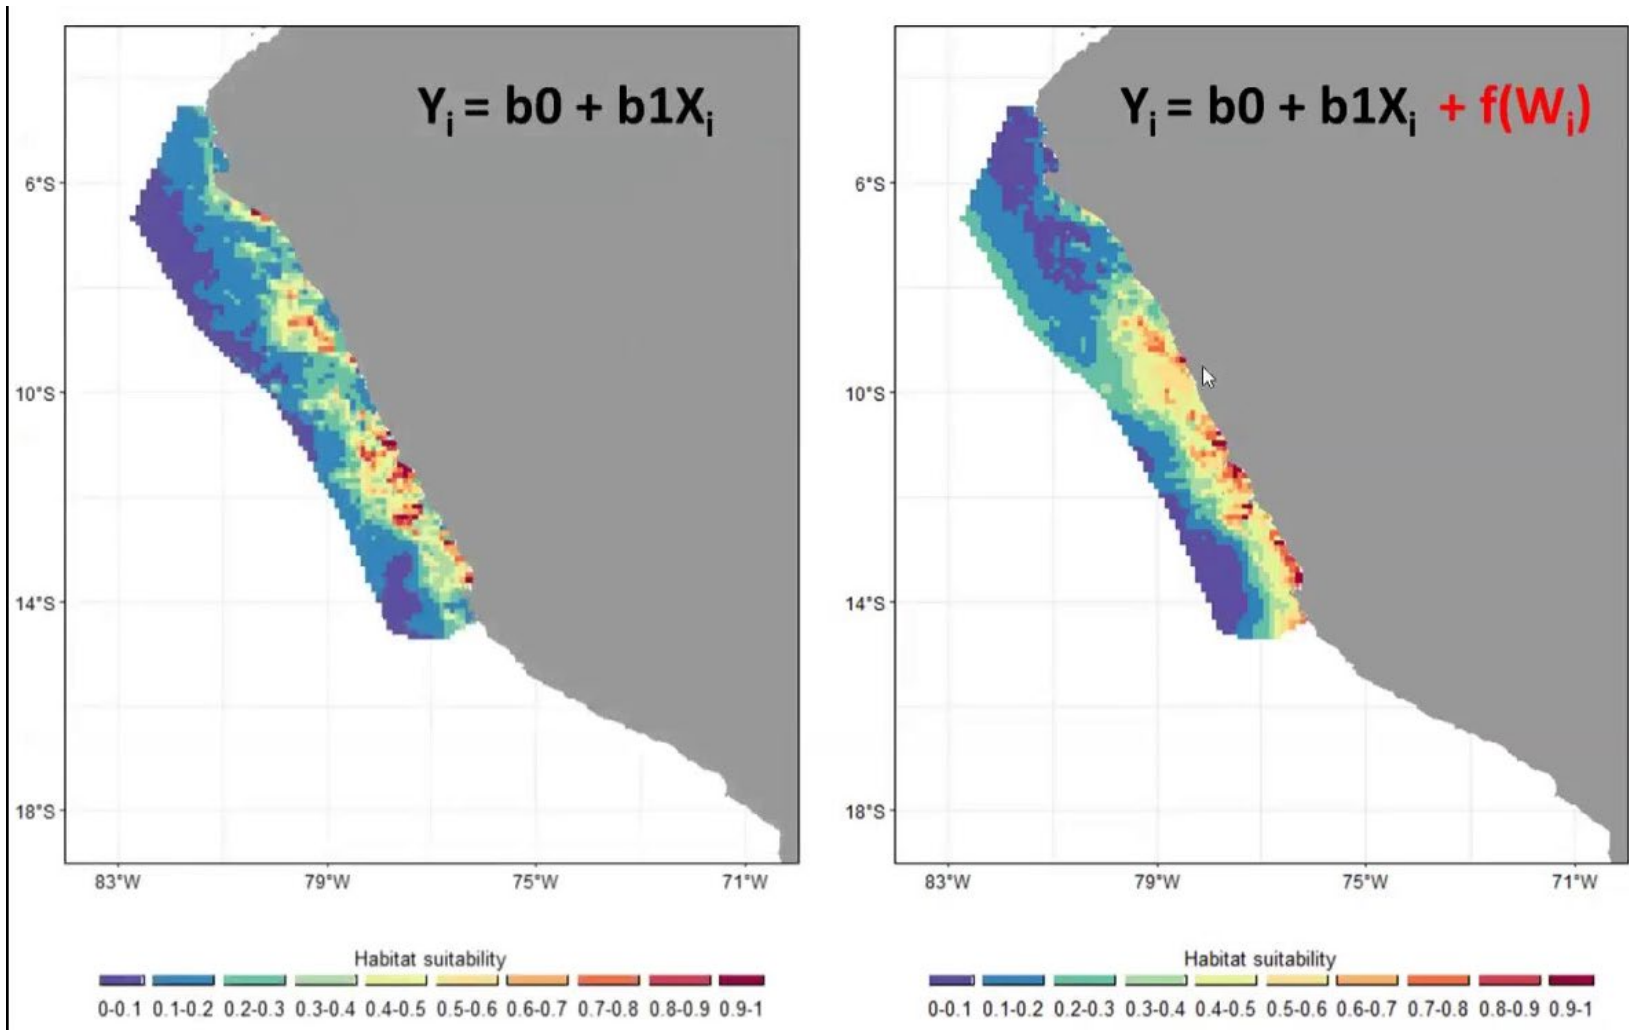 Yi = b0 + b1Xi
6°S
10°S
14°S
18°S
83°W 79°W 75°W 71°W
Habitat suitability
0-0.1 0.1-0.2 0.2-0.3 0.3-0.4 0.4-0.5 0.5-0.6 0.6-0.7 0.7-0.8 0.8-0.9 0.9-1
Yi = b0 + b1Xi + f(Wi)
6°S
10°S
14°S
18°S
83°W 79°W 75°W 71°W
Habitat suitability
0-0.1 0.1-0.2 0.2-0.3 0.3-0.4 0.4-0.5 0.5-0.6 0.6-0.7 0.7-0.8 0.8-0.9 0.9-1